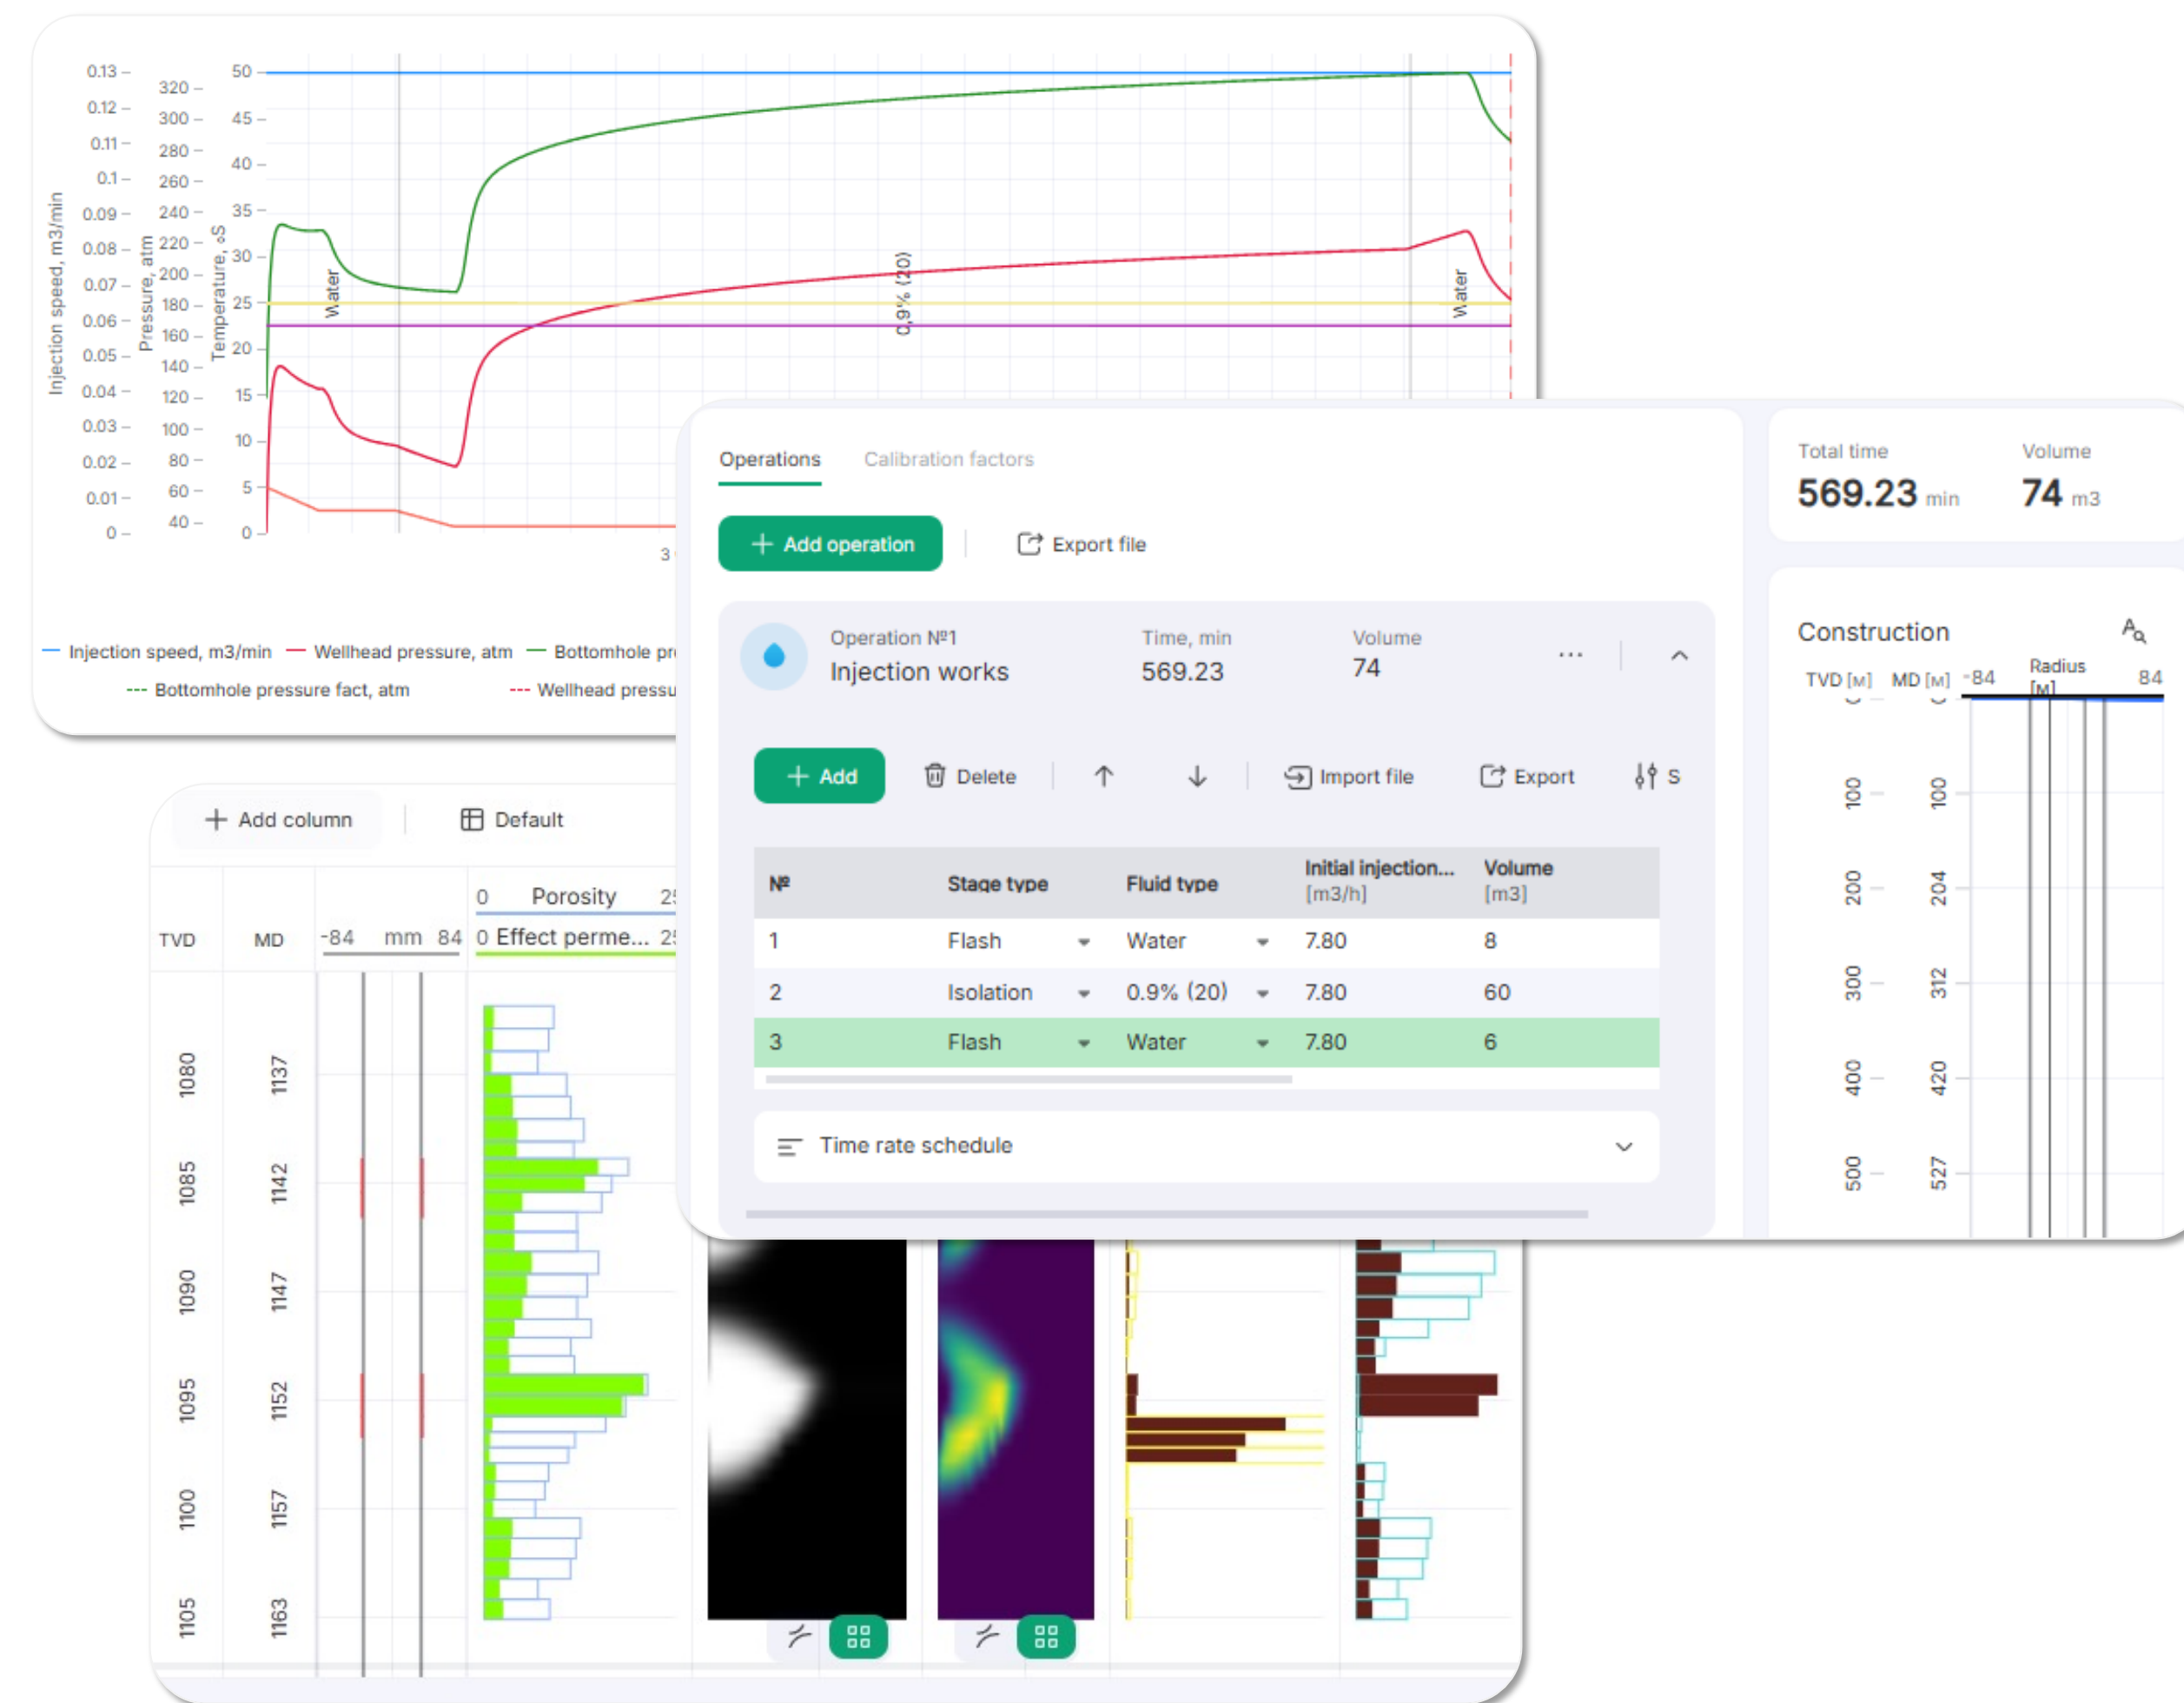 0.13
0.12
0.11
0.1
0.09
0.08
0.07
0.06
0.05
0.04
0.03
0.02
0.01
0
Injection speed, m3/min
320
300
280
260
240
220
200
180
160
140
120
100
80
60
40
Pressure, atm
50
45
40
35
30
25
20
15
10
5
0
Temperature, °S
Water
0,9% (20)
Water
3
Injection speed, m3/min
Wellhead pressure, atm
Bottomhole
Bottomhole pressure fact, atm
Wellhead
Operations
Calibration factors
Add operation
Export file
Operation №1
Injection works
Time, min
569.23
Volume
74
Add
Delete
Import file
Export
S
№ Stage type Fluid type Initial injection... [m3/h] Volume [m3]
1 Flash Water 7.80 8
2 Isolation 0.9% (20) 7.80 60
3 Flash Water 7.80 6
Time rate schedule
Total time
569.23 min
Volume
74 m3
Construction
TVD [м] MD [м] -84 Radius [м] 84
0 0
100 100
200 204
300 312
400 420
500 527
Add column
Default
TVD
MD
-84 mm 84
0 Porosity 25
0 Effect perme... 25
1080 1137
1085 1142
1090 1147
1095 1152
1100 1157
1105 1163